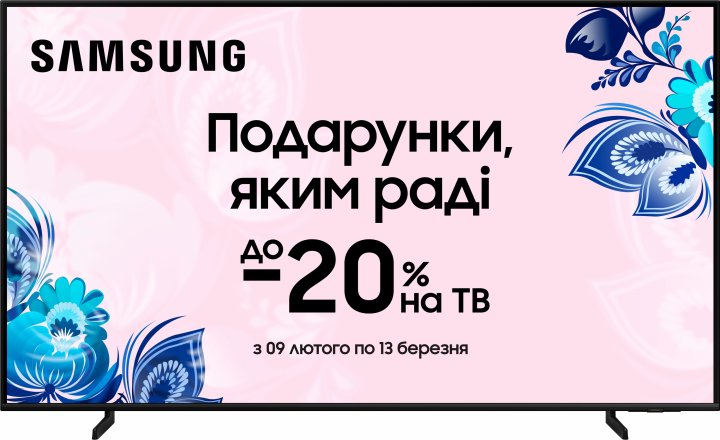 SAMSUNG
Подарунки,
яким раді
до
-20%
на ТВ
з 09 лютого по 13 березня